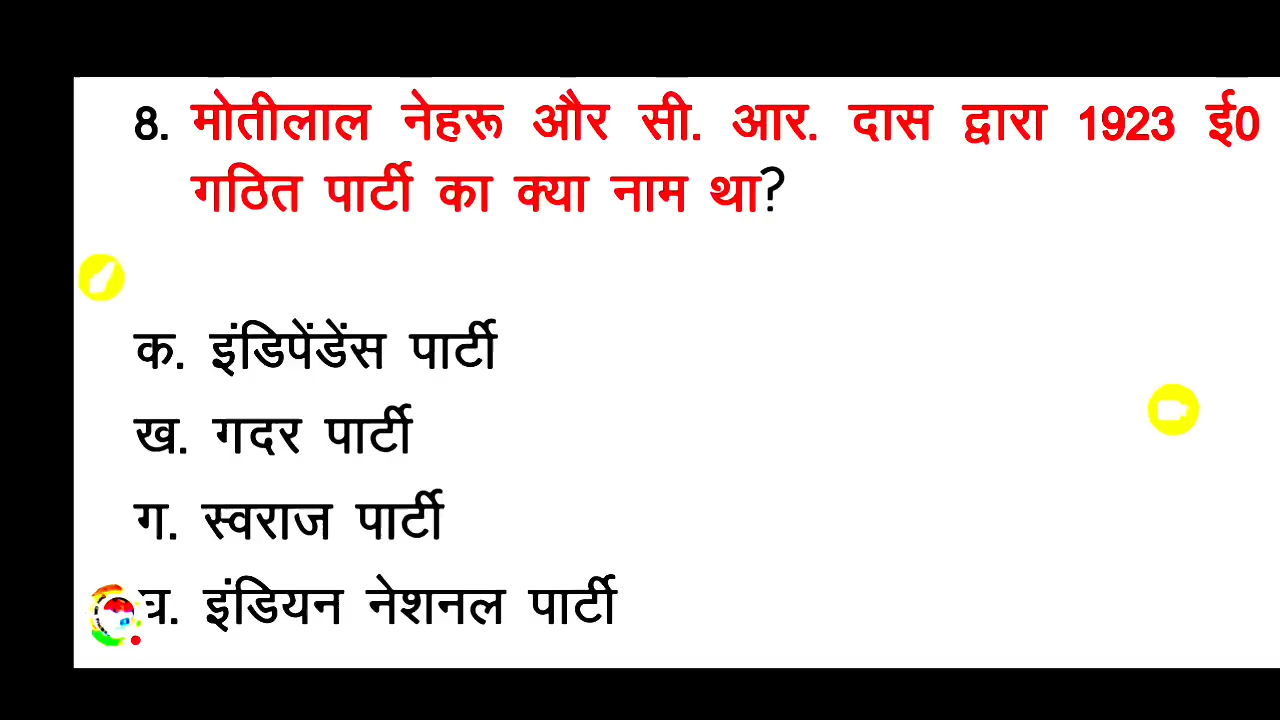 8. मोतीलाल नेहरू और सी. आर. दास द्वारा 1923 ई0
गठित पार्टी का क्या नाम था?
क. इंडिपेंडेंस पार्टी
ख. गदर पार्टी
ग. स्वराज पार्टी
घ. इंडियन नेशनल पार्टी